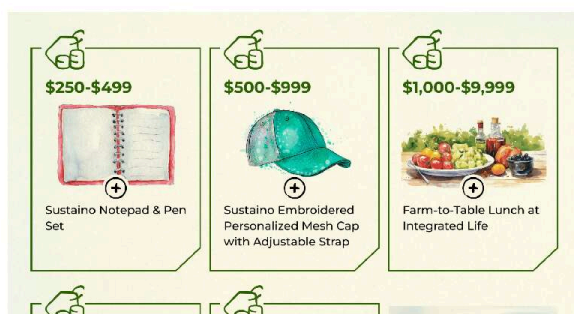 $250-$499
Sustaino Notepad & Pen
Set
$500-$999
Sustaino Embroidered
Personalized Mesh Cap
with Adjustable Strap
$1,000-$9,999
Farm-to-Table Lunch at
Integrated Life